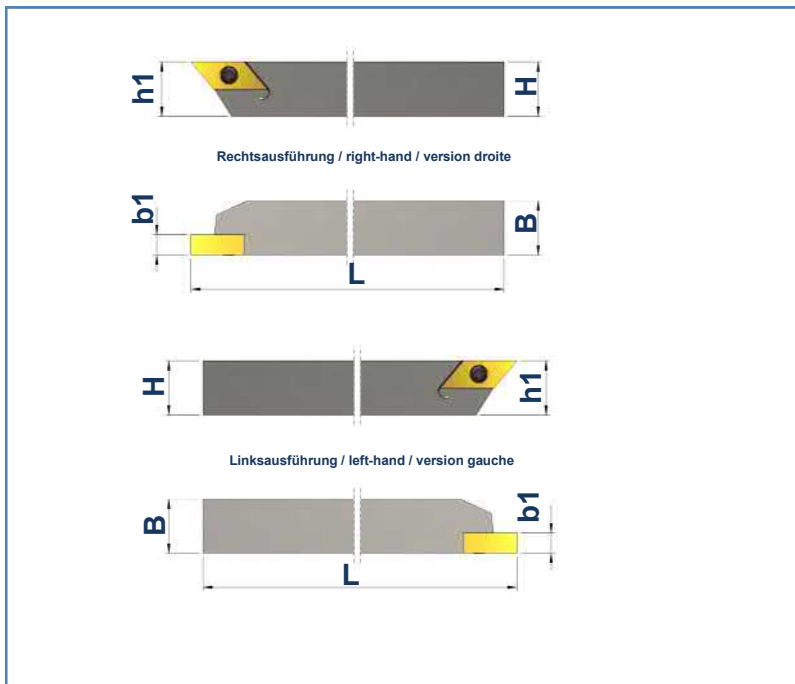 h1
H
Rechtsausführung / right-hand / version droite
b1
B
L
H
h1
Linksausführung / left-hand / version gauche
B
b1
L